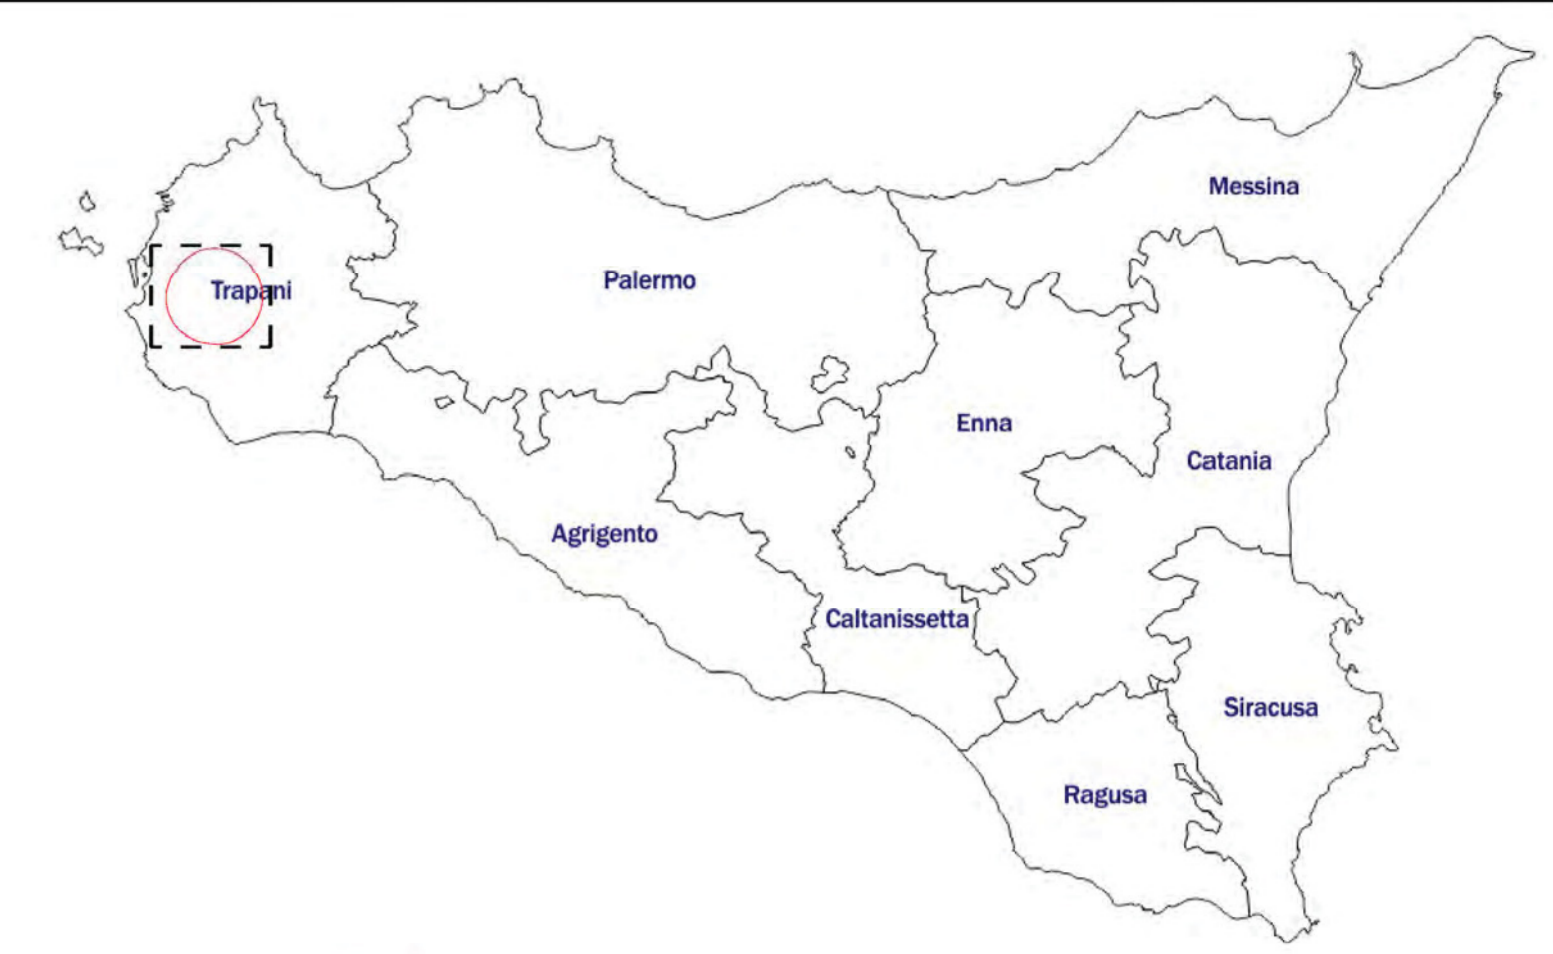 Messina
Palermo
Trapani
Enna
Catania
Agrigento
Caltanissetta
Siracusa
Ragusa